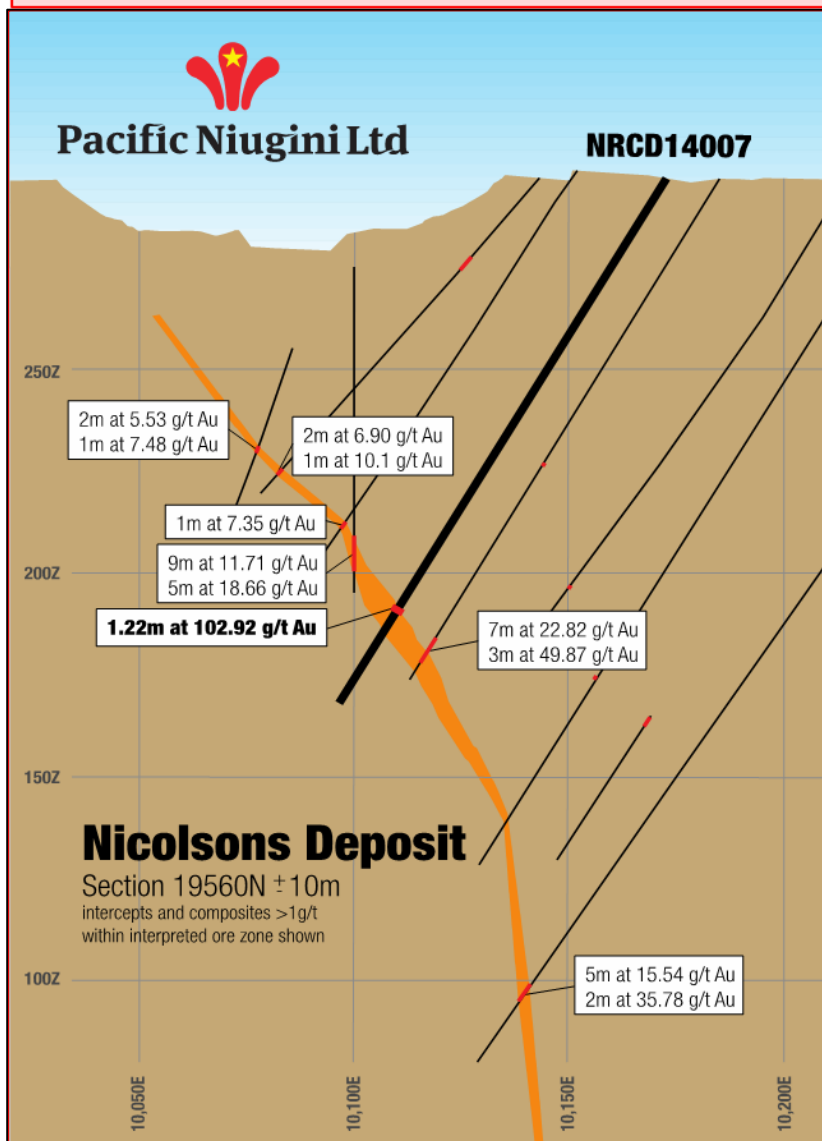 Pacific Niugini Ltd
NRCD14007
250Z
2m at 5.53 g/t Au
1m at 7.48 g/t Au
2m at 6.90 g/t Au
1m at 10.1 g/t Au
1m at 7.35 g/t Au
9m at 11.71 g/t Au
5m at 18.66 g/t Au
200Z
1.22m at 102.92 g/t Au
7m at 22.82 g/t Au
3m at 49.87 g/t Au
150Z
Nicolsons Deposit
Section 19560N ±10m
intercepts and composites >1g/t
within interpreted ore zone shown
100Z
5m at 15.54 g/t Au
2m at 35.78 g/t Au
10,050E
10,100E
10,150E
10,200E